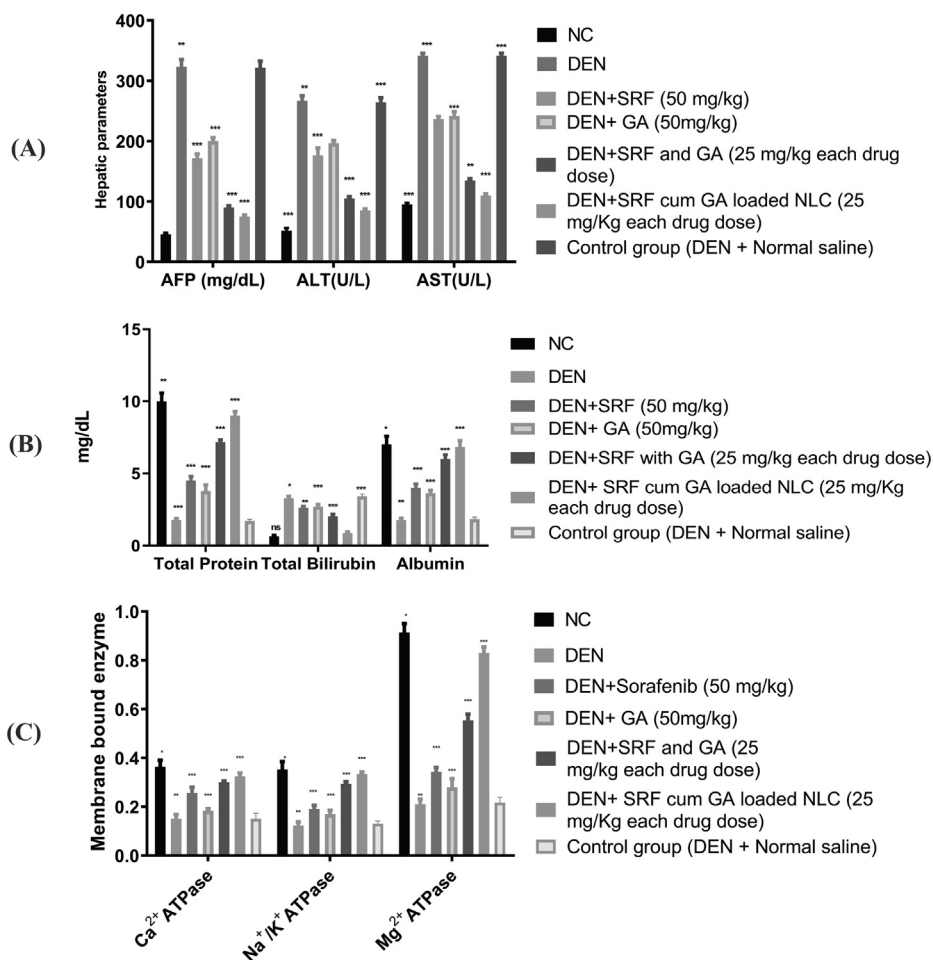 (A)
Hepatic parameters
400
300
200
100
0
** *** *** *** *** ***
*** ** *** *** ***
*** *** *** ** *** ***
AFP (mg/dL) ALT(U/L) AST(U/L)
NC
DEN
DEN+SRF (50 mg/kg)
DEN+ GA (50mg/kg)
DEN+SRF and GA (25 mg/kg each drug
dose)
DEN+SRF cum GA loaded NLC (25
mg/Kg each drug dose)
Control group (DEN + Normal saline)
(B)
mg/dL
15
10
5
0
** *** *** *** *** ***
ns * ** *** *** ***
* ** *** *** *** ***
Total Protein Total Bilirubin Albumin
NC
DEN
DEN+SRF (50 mg/kg)
DEN+ GA (50mg/kg)
DEN+SRF with GA (25 mg/kg each drug dose)
DEN+ SRF cum GA loaded NLC (25 mg/Kg
each drug dose)
Control group (DEN + Normal saline)
(C)
Membrane bound enzyme
1.0
0.8
0.6
0.4
0.2
0.0
* ** *** *** *** ***
* ** *** *** *** ***
* ** *** *** *** ***
Ca2+ ATPase
Na+/K+ ATPase
Mg2+ ATPase
NC
DEN
DEN+Sorafenib (50 mg/kg)
DEN+ GA (50mg/kg)
DEN+SRF and GA (25
mg/kg each drug dose)
DEN+ SRF cum GA loaded NLC (25
mg/Kg each drug dose)
Control group (DEN + Normal saline)